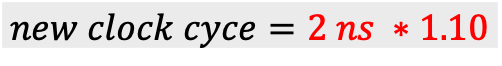 new clock cyce = 2 ns * 1.10